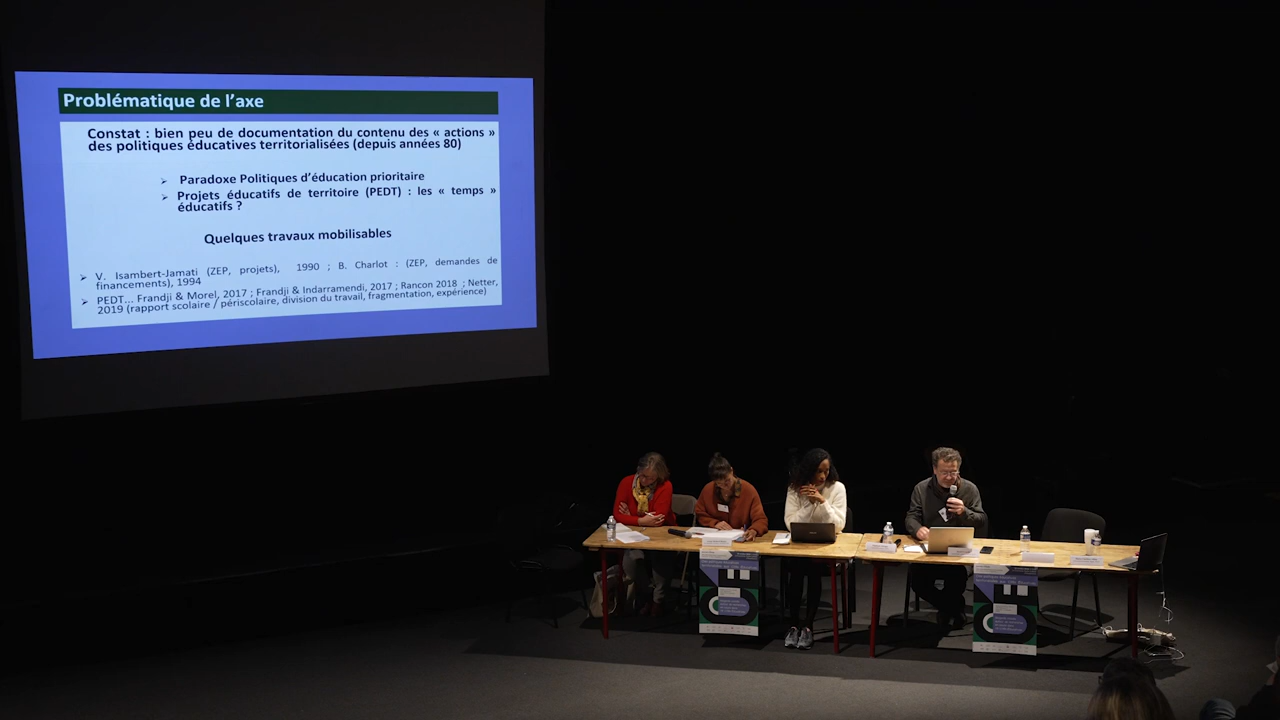 Problématique de l’axe
Constat : bien peu de documentation du contenu des « actions »
des politiques éducatives territorialisées (depuis années 80)
➢ Paradoxe Politiques d’éducation prioritaire
➢ Projets éducatifs de territoire (PEDT) : les « temps »
éducatifs ?
Quelques travaux mobilisables
➢ V. Isambert-Jamati (ZEP, projets), 1990 ; B. Charlot : (ZEP, demandes de
financements), 1994
➢ PEDT... Frandji & Morel, 2017 ; Frandji & Indarramendi, 2017 ; Rancon 2018 ; Netter,
2019 (rapport scolaire / périscolaire, division du travail, fragmentation, expérience)